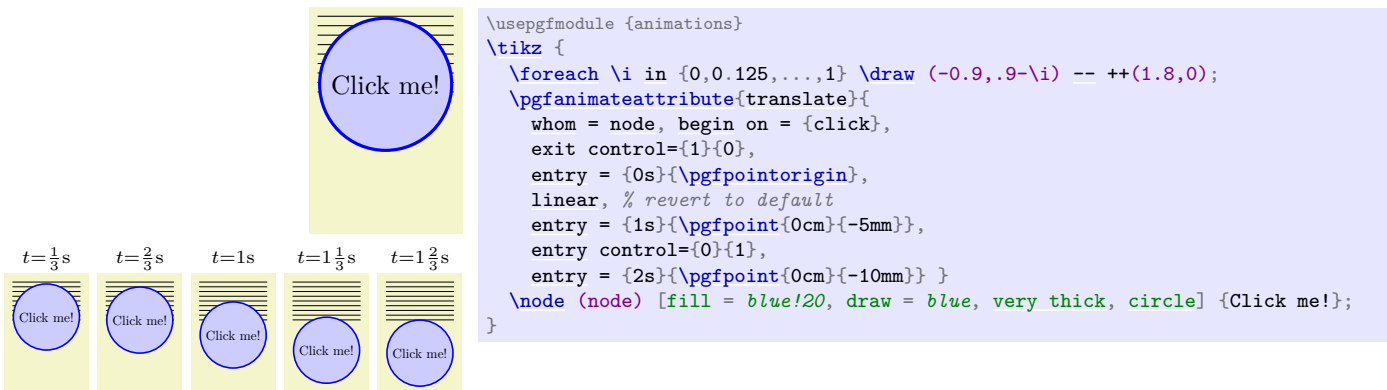 Click me!
t=1/3s t=2/3s t=1s t=1 1/3s t=1 2/3s
Click me! Click me! Click me! Click me! Click me!
\usepgfmodule {animations}
\tikz {
  \foreach \i in {0,0.125,...,1} \draw (-0.9,.9-\i) -- ++(1.8,0);
  \pgfanimateattribute{translate}{
    whom = node, begin on = {click},
    exit control={1}{0},
    entry = {0s}{\pgfpointorigin},
    linear, % revert to default
    entry = {1s}{\pgfpoint{0cm}{-5mm}},
    entry control={0}{1},
    entry = {2s}{\pgfpoint{0cm}{-10mm}} }
  \node (node) [fill = blue!20, draw = blue, very thick, circle] {Click me!};
}